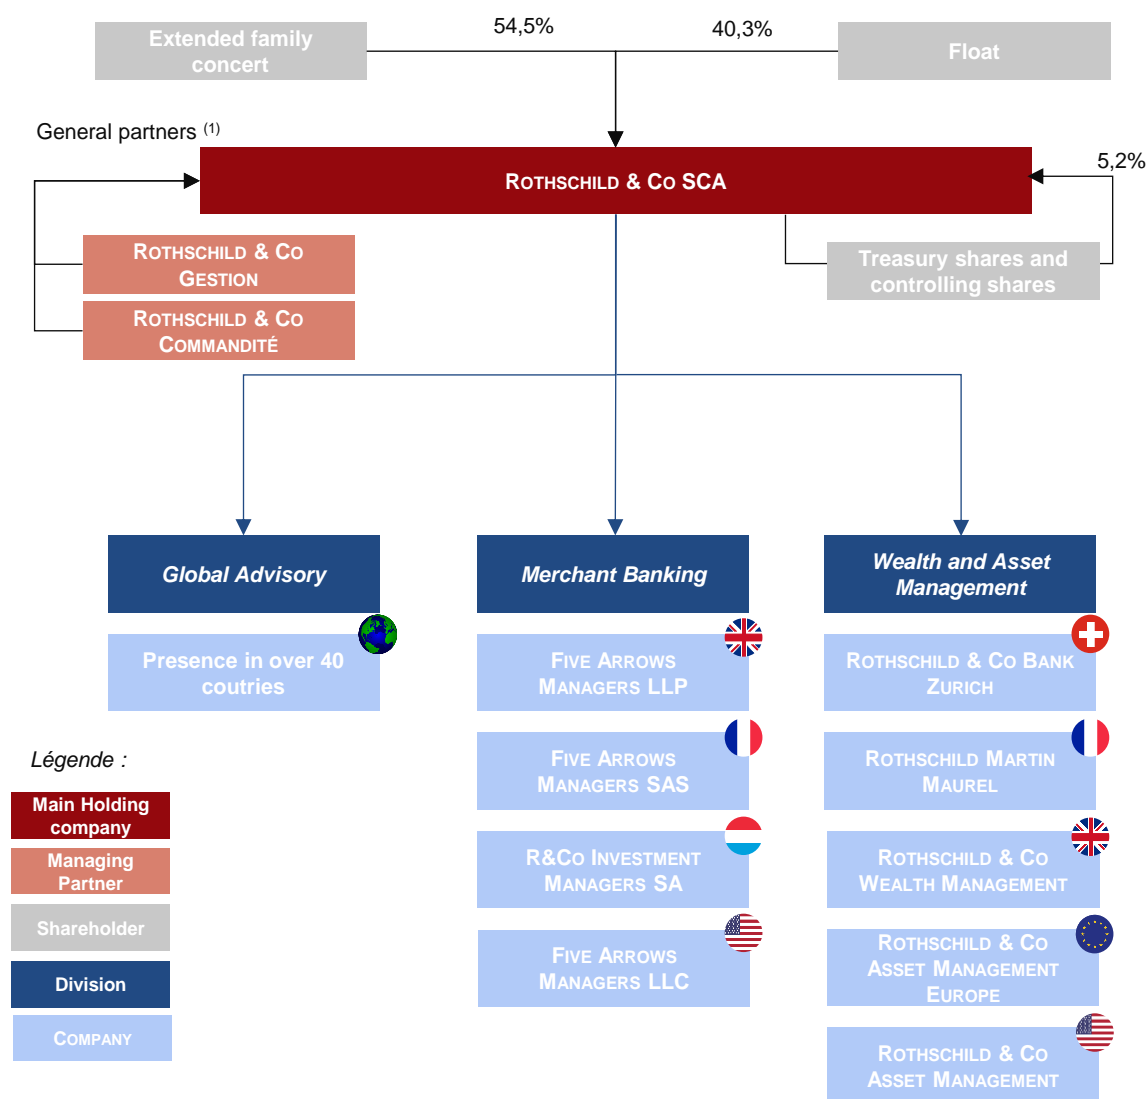 54,5%
40,3%
Extended family
concert
Float
General partners (1)
5,2%
ROTHSCHILD & CO SCA
ROTHSCHILD & CO
GESTION
Treasury shares and
controlling shares
ROTHSCHILD & CO
COMMANDITÉ
Global Advisory
Merchant Banking
Wealth and Asset
Management
Presence in over 40
coutries
FIVE ARROWS
MANAGERS LLP
ROTHSCHILD & CO BANK
ZURICH
FIVE ARROWS
MANAGERS SAS
ROTHSCHILD MARTIN
MAUREL
R&CO INVESTMENT
MANAGERS SA
ROTHSCHILD & CO
WEALTH MANAGEMENT
FIVE ARROWS
MANAGERS LLC
ROTHSCHILD & CO
ASSET MANAGEMENT
EUROPE
ROTHSCHILD & CO
ASSET MANAGEMENT
Légende :
Main Holding
company
Managing
Partner
Shareholder
Division
COMPANY